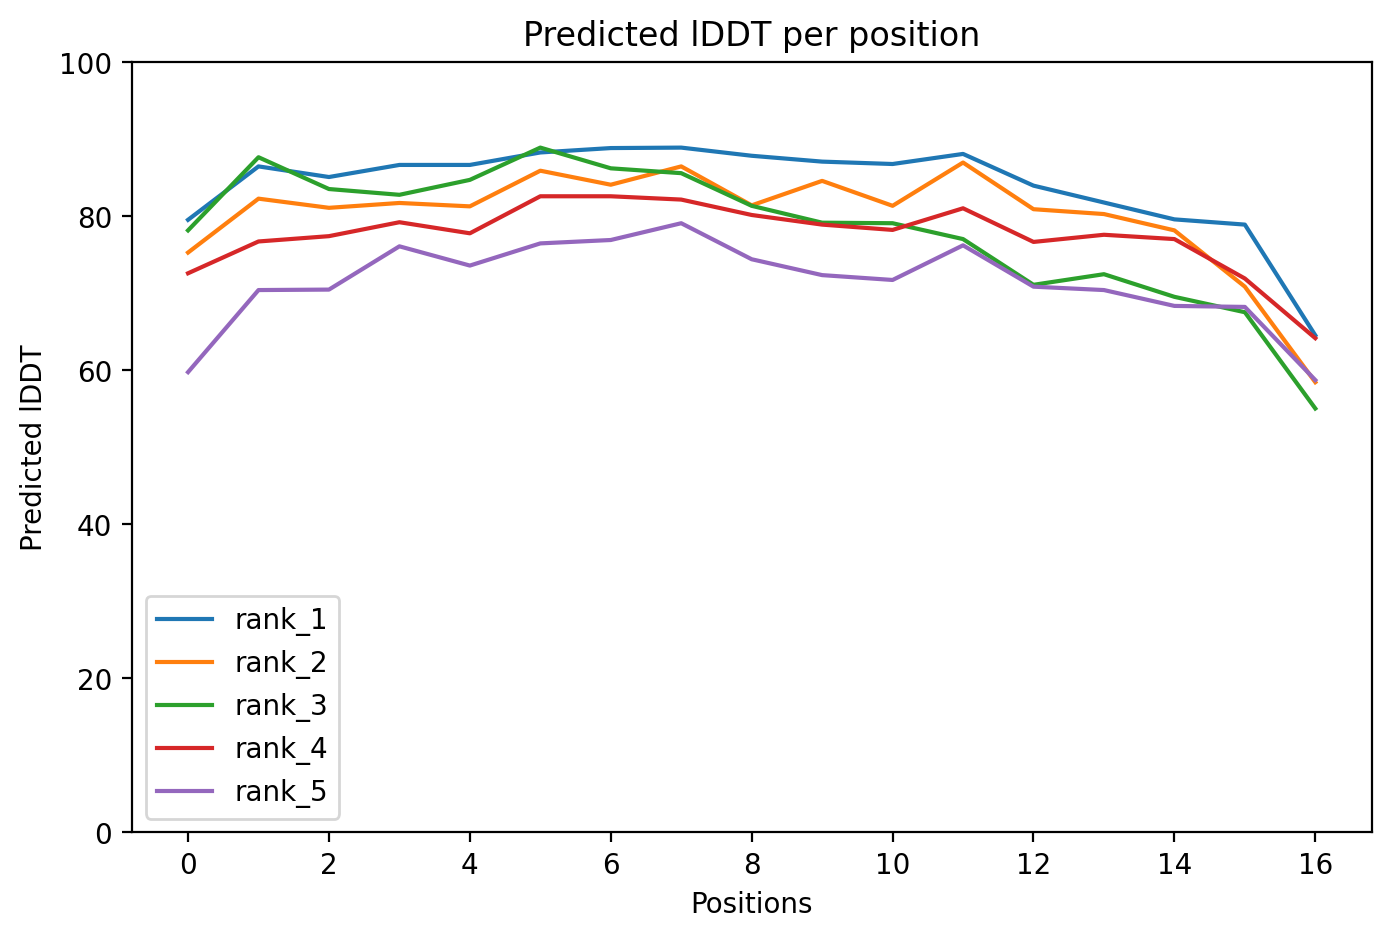 Predicted lDDT per position
100
80
60
40
20
0
Predicted lDDT
rank_1
rank_2
rank_3
rank_4
rank_5
0 2 4 6 8 10 12 14 16
Positions